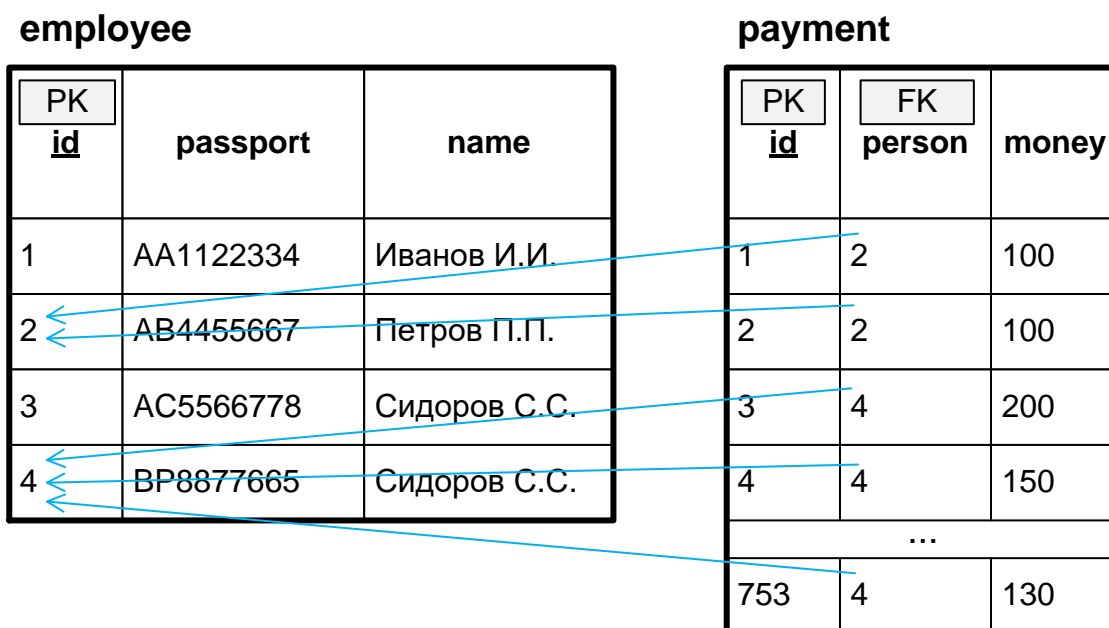 employee
PK
id passport name
1 AA1122334 Иванов И.И.
2 AB4455667 Петров П.П.
3 AC5566778 Сидоров С.С.
4 BP8877665 Сидоров С.С.
payment
PK FK
id person money
1 2 100
2 2 100
3 4 200
4 4 150
...
753 4 130